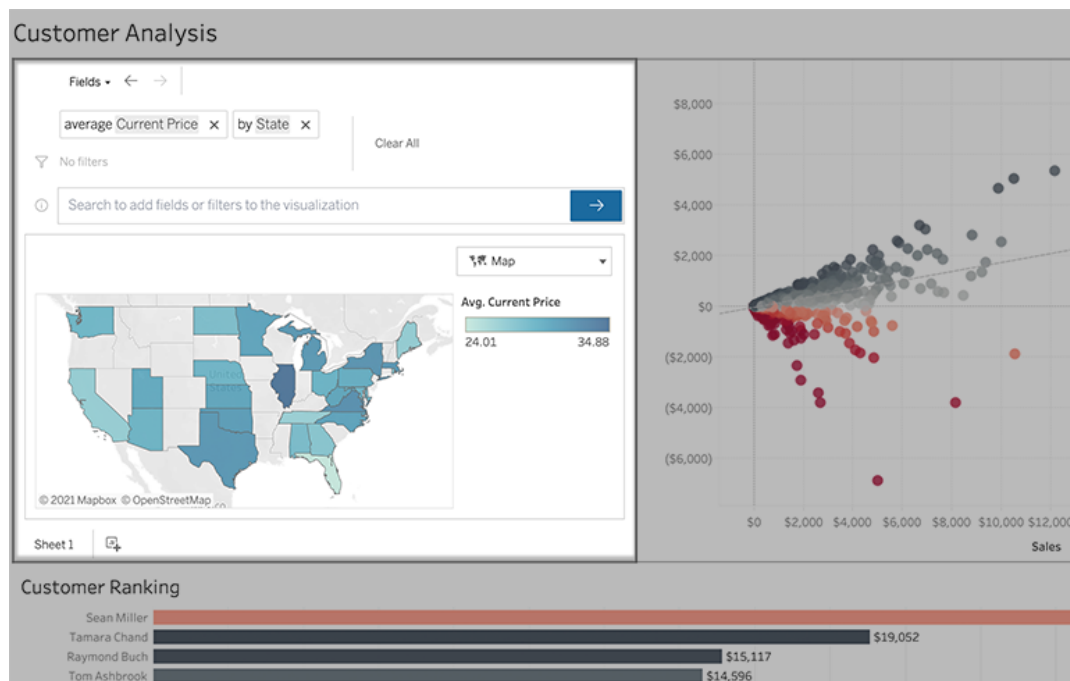 Customer Analysis
Fields
average Current Price ×
by State ×
Clear All
No filters
Search to add fields or filters to the visualization
Map
Avg. Current Price
24.01 34.88
United
States
© 2021 Mapbox © OpenStreetMap
Sheet 1
$8,000
$6,000
$4,000
$2,000
$0
($2,000)
($4,000)
($6,000)
$0 $2,000 $4,000 $6,000 $8,000 $10,000 $12,000
Sales
Customer Ranking
Sean Miller
Tamara Chand $19,052
Raymond Buch $15,117
Tom Ashbrook $14,596